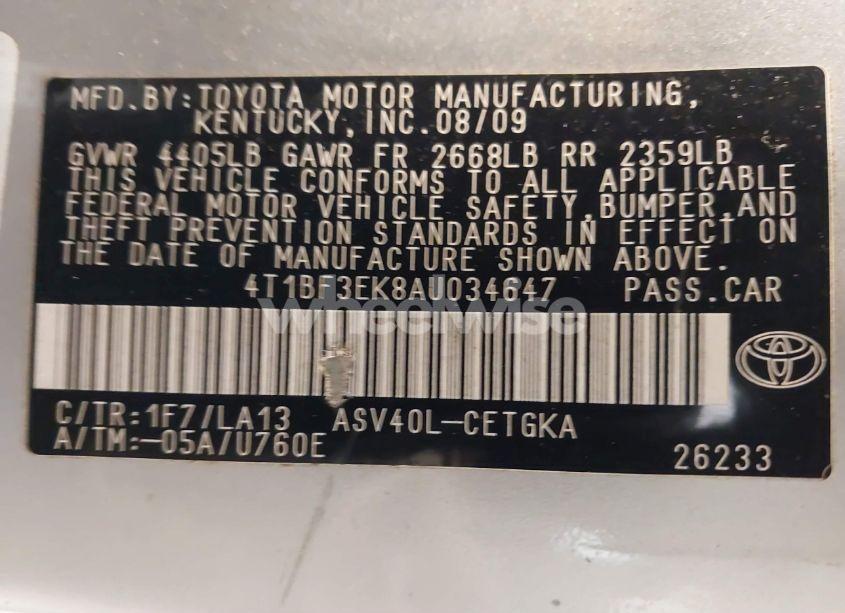 MFD. BY: TOYOTA MOTOR MANUFACTURING,
KENTUCKY, INC. 08/09
GVWR 4405LB GAWR FR 2668LB RR 2359LB
THIS VEHICLE CONFORMS TO ALL APPLICABLE
FEDERAL MOTOR VEHICLE SAFETY, BUMPER, AND
THEFT PREVENTION STANDARDS IN EFFECT ON
THE DATE OF MANUFACTURE SHOWN ABOVE.
4T1BF3EK8AU034647 PASS. CAR
wheelwise
C/TR: 1F7/LA13 ASV40L-CETGKA
A/TM: -05A/U760E
26233